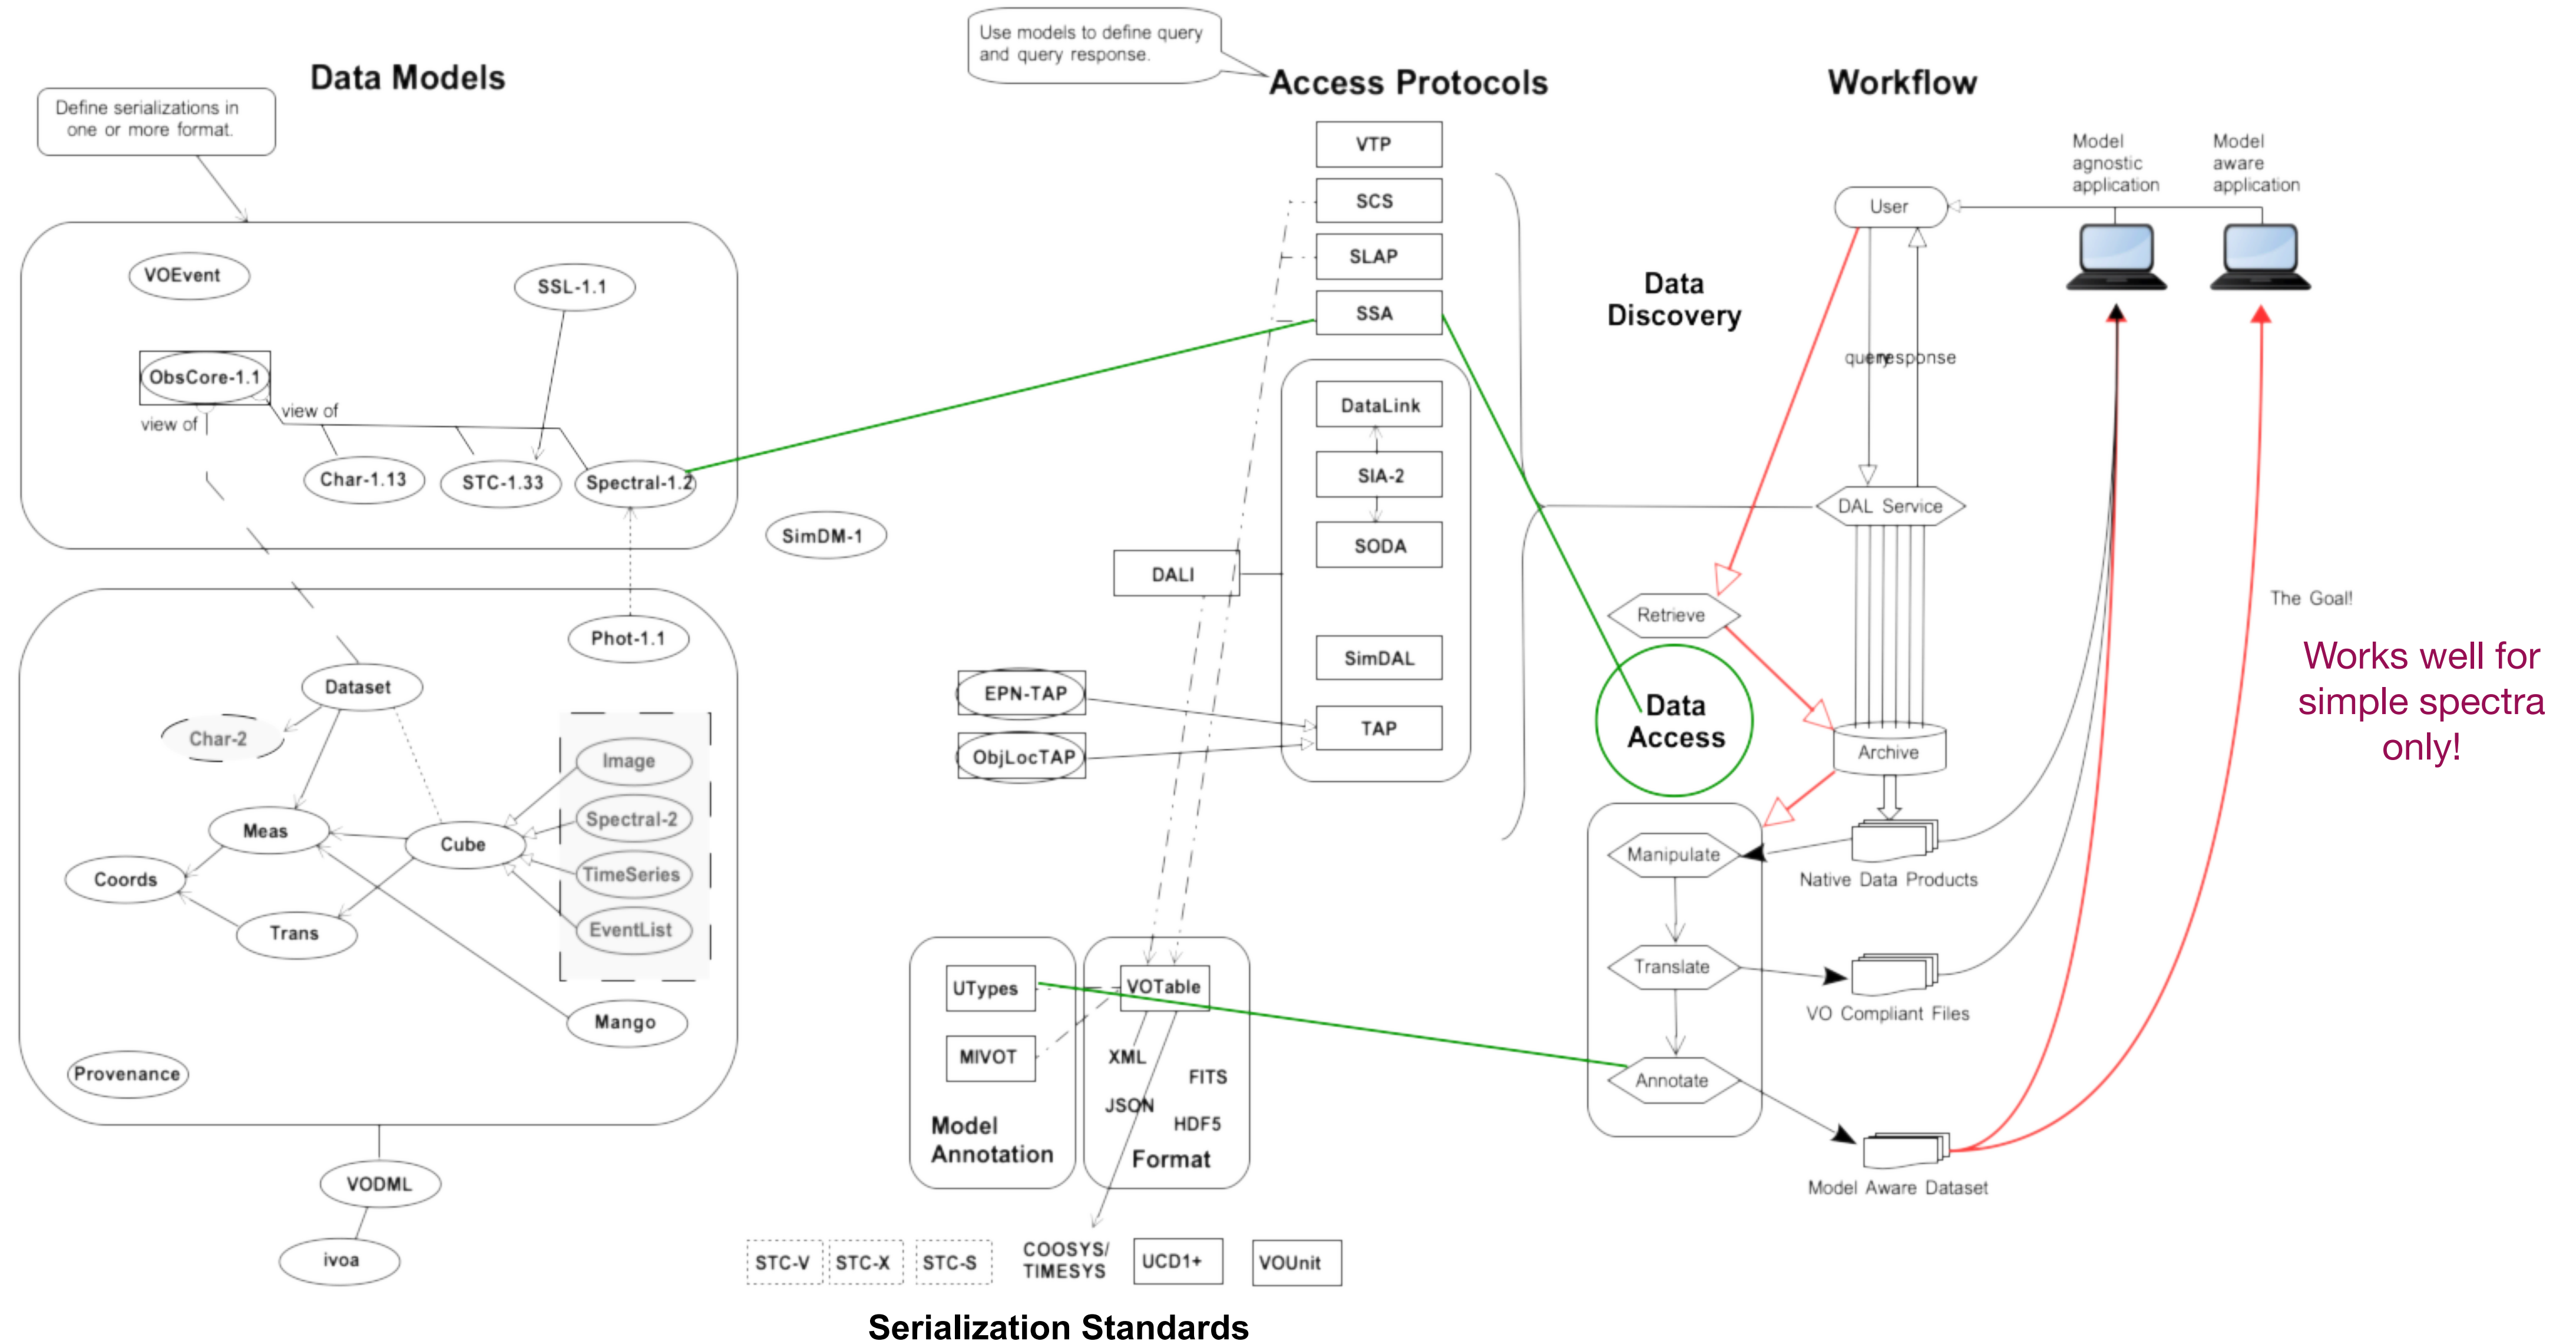 Use models to define query
and query response.
Data Models
Access Protocols
Workflow
Define serializations in
one or more format.
VOEvent
SSL-1.1
ObsCore-1.1
view of
view of
Char-1.13
STC-1.33
Spectral-1.2
SimDM-1
Phot-1.1
Dataset
Char-2
Image
Meas
Spectral-2
Cube
Coords
TimeSeries
Trans
EventList
Mango
Provenance
VODML
ivoa
VTP
SCS
SLAP
SSA
DataLink
SIA-2
SODA
DALI
SimDAL
EPN-TAP
TAP
ObjLocTAP
UTypes
VOTable
MIVOT
XML
FITS
JSON
HDF5
Model
Annotation
Format
STC-V
STC-X
STC-S
COOSYS/
TIMESYS
UCD1+
VOUnit
Serialization Standards
Model
agnostic
application
Model
aware
application
User
Data
Discovery
query
response
DAL Service
Retrieve
The Goal!
Works well for
simple spectra
only!
Data
Access
Archive
Manipulate
Native Data Products
Translate
VO Compliant Files
Annotate
Model Aware Dataset